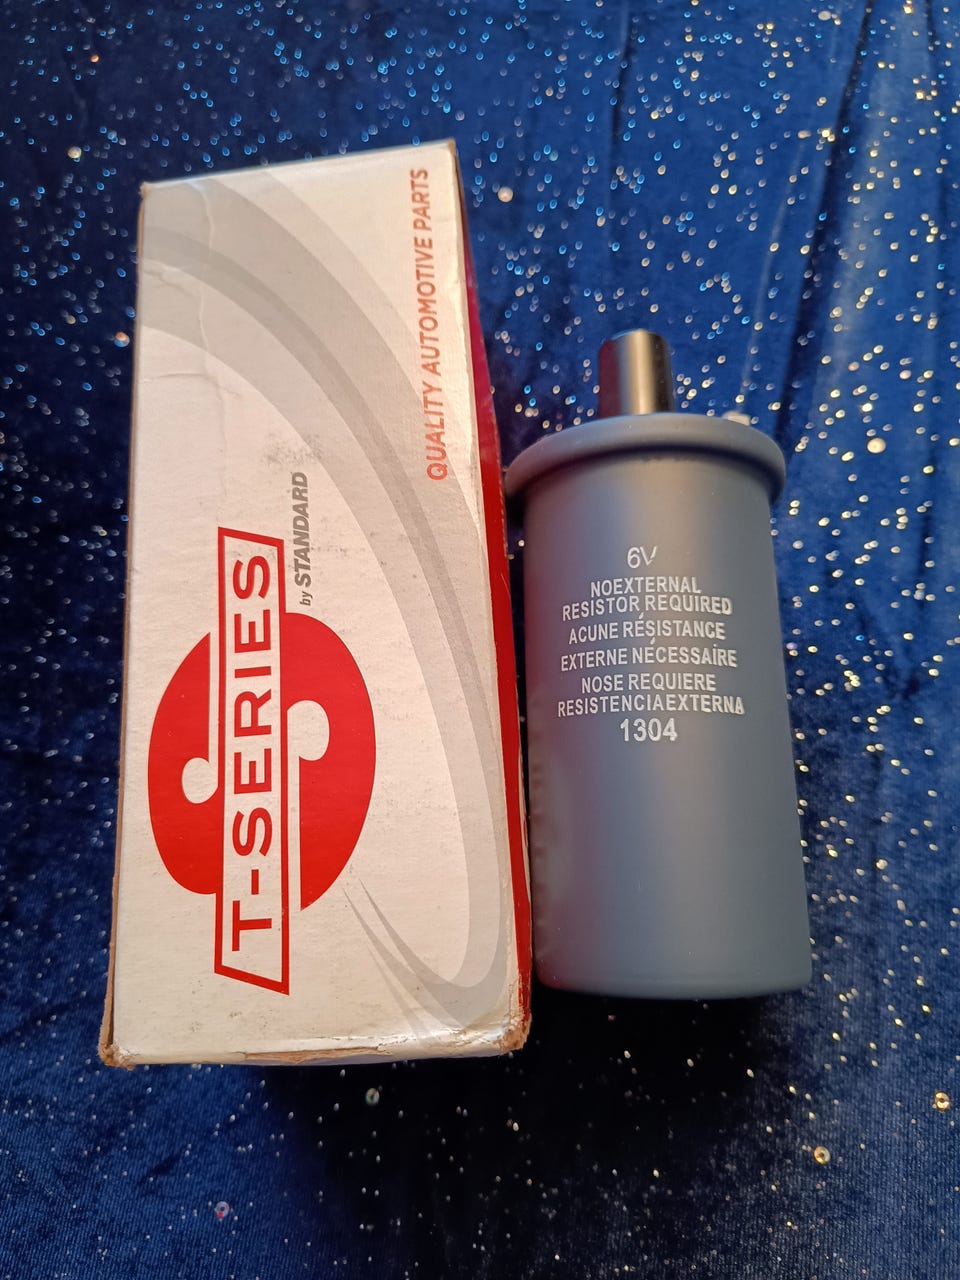 QUALITY AUTOMOTIVE PARTS
T-SERIES
by STANDARD
6V
NOEXTERNAL
RESISTOR REQUIRED
ACUNE RÉSISTANCE
EXTERNE NÉCESSAIRE
NOSE REQUIERE
RESISTENCIAEXTERNA
1304